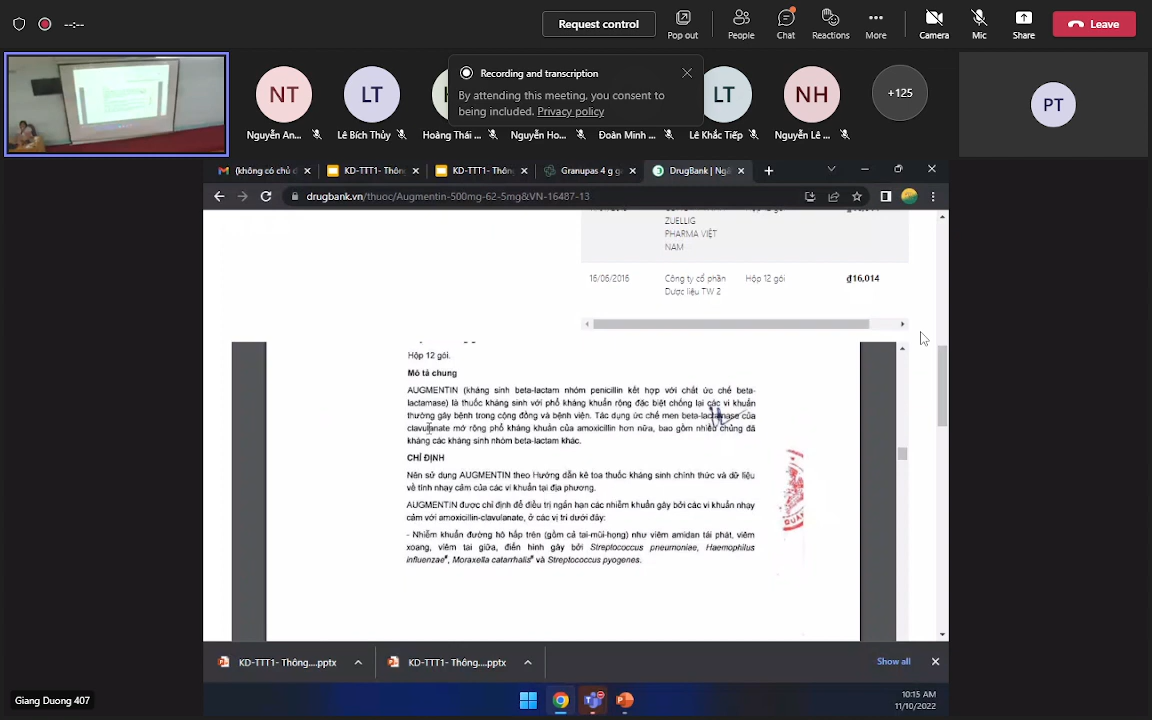 --:--
Request control
Pop out
People
Chat
Reactions
More
Camera
Mic
Share
Leave
Recording and transcription
By attending this meeting, you consent to
being included. Privacy policy
NT
LT
LT
NH
+125
PT
Nguyễn An...
Lê Bích Thủy
Hoàng Thái ...
Nguyễn Ho...
Đoàn Minh ...
Lê Khắc Tiếp
Nguyễn Lê ...
(không có chủ đ
KD-TTT1- Thông
KD-TTT1- Thông
Granupas 4 g g
DrugBank | Ngâ
drugbank.vn/thuoc/Augmentin-500mg-62-5mg&VN-16487-13
ZUELLIG
PHARMA VIỆT
NAM
16/06/2016 Công ty cổ phần Hộp 12 gói ₫16,014
Dược liệu TW 2
Hộp 12 gói.
Mô tả chung
AUGMENTIN (kháng sinh beta-lactam nhóm penicillin kết hợp với chất ức chế beta-
lactamase) là thuốc kháng sinh với phổ kháng khuẩn rộng đặc biệt chống lại các vi khuẩn
thường gây bệnh trong cộng đồng và bệnh viện. Tác dụng ức chế men beta-lactamase của
clavulanate mở rộng phổ kháng khuẩn của amoxicillin hơn nữa, bao gồm nhiều chủng đã
kháng các kháng sinh nhóm beta-lactam khác.
CHỈ ĐỊNH
Nên sử dụng AUGMENTIN theo Hướng dẫn kê toa thuốc kháng sinh chính thức và dữ liệu
về tính nhạy cảm của các vi khuẩn tại địa phương.
AUGMENTIN được chỉ định để điều trị ngắn hạn các nhiễm khuẩn gây bởi các vi khuẩn nhạy
cảm với amoxicillin-clavulanate, ở các vị trí dưới đây:
- Nhiễm khuẩn đường hô hấp trên (gồm cả tai-mũi-họng) như viêm amidan tái phát, viêm
xoang, viêm tai giữa, điển hình gây bởi Streptococcus pneumoniae, Haemophilus
influenzae#, Moraxella catarrhalis# và Streptococcus pyogenes.
KD-TTT1- Thông....pptx
KD-TTT1- Thông....pptx
Show all
Giang Duong 407
10:15 AM
11/10/2022